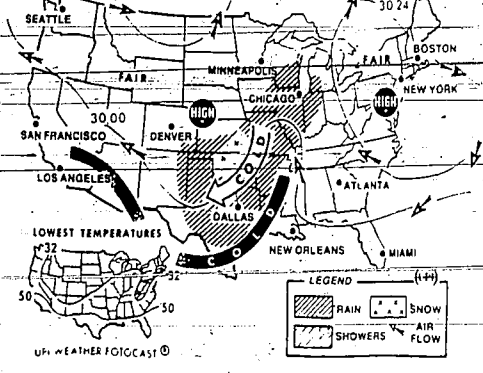 30 24
SEATTLE
BOSTON
FAIR
MINNEAPOLIS
FAIR
NEW YORK
CHICAGO
HIGH
HIGH
30.00
SAN FRANCISCO
DENVER
COLD
LOS ANGELES
ATLANTA
DALLAS
LOWEST TEMPERATURES
COLD
NEW ORLEANS
32
MIAMI
32
LEGEND
50
50
RAIN
SNOW
SHOWERS
AIR
FLOW
UPI WEATHER FOTOCAST ®